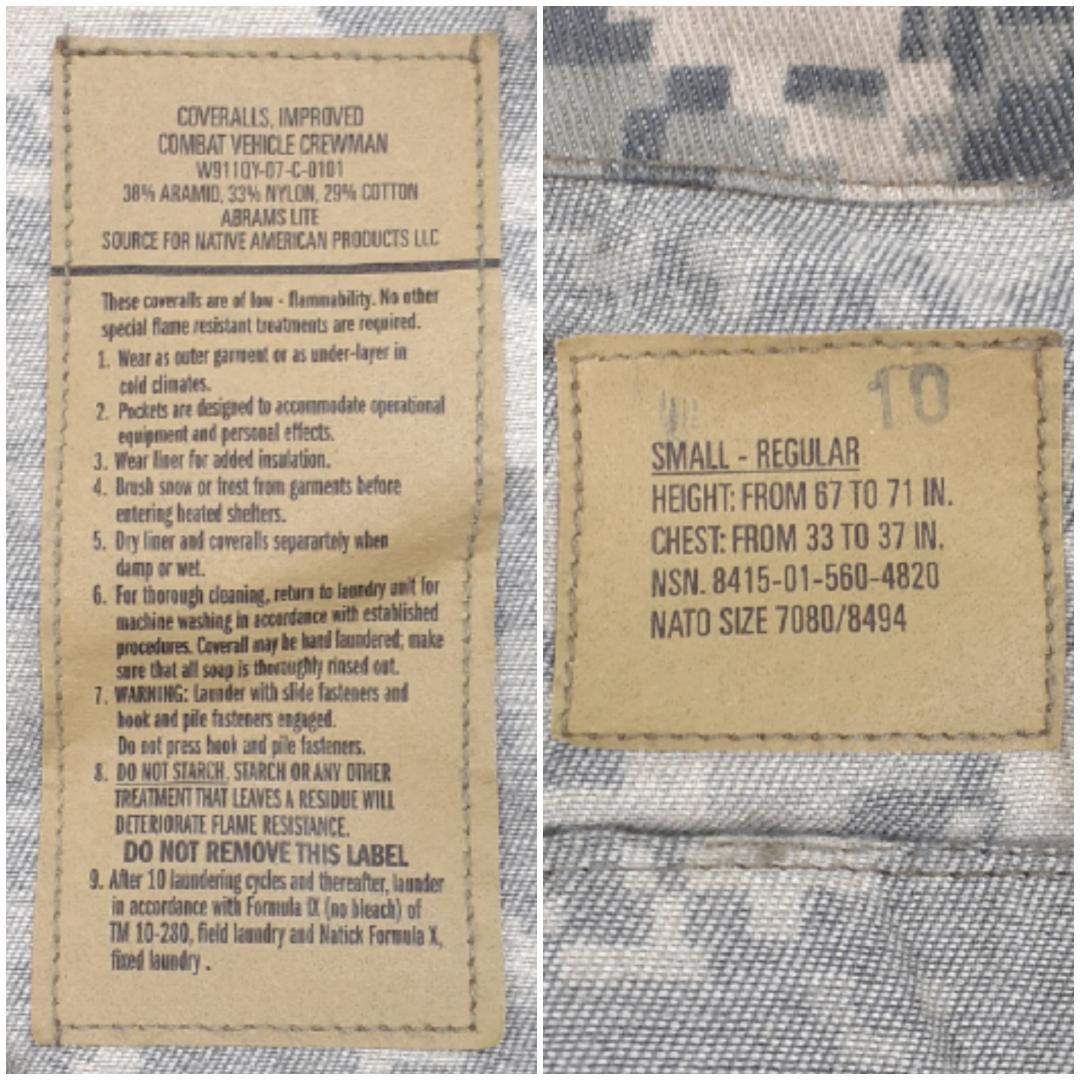 COVERALLS, IMPROVED
COMBAT VEHICLE CREWMAN
W911QY-07-C-0101
38% ARAMID, 33% NYLON, 29% COTTON
ABRAMS LITE
SOURCE FOR NATIVE AMERICAN PRODUCTS LLC
These coveralls are of low - flammability. No other
special flame resistant treatments are required.
1. Wear as outer garment or as under-layer in
cold climates.
2. Pockets are designed to accommodate operational
equipment and personal effects.
3. Wear liner for added insulation.
4. Brush snow or frost from garments before
entering heated shelters.
5. Dry liner and coveralls separartely when
damp or wet.
6. For thorough cleaning, return to laundry unit for
machine washing in accordance with established
procedures. Coverall may be hand laundered; make
sure that all soap is thoroughly rinsed out.
7. WARNING: Launder with slide fasteners and
hook and pile fasteners engaged.
Do not press hook and pile fasteners.
8. DO NOT STARCH. STARCH OR ANY OTHER
TREATMENT THAT LEAVES A RESIDUE WILL
DETERIORATE FLAME RESISTANCE.
DO NOT REMOVE THIS LABEL
9. After 10 laundering cycles and thereafter, launder
in accordance with Formula IX (no bleach) of
TM 10-280, field laundry and Natick Formula X,
fixed laundry .
10
SMALL - REGULAR
HEIGHT: FROM 67 TO 71 IN.
CHEST: FROM 33 TO 37 IN.
NSN. 8415-01-560-4820
NATO SIZE 7080/8494